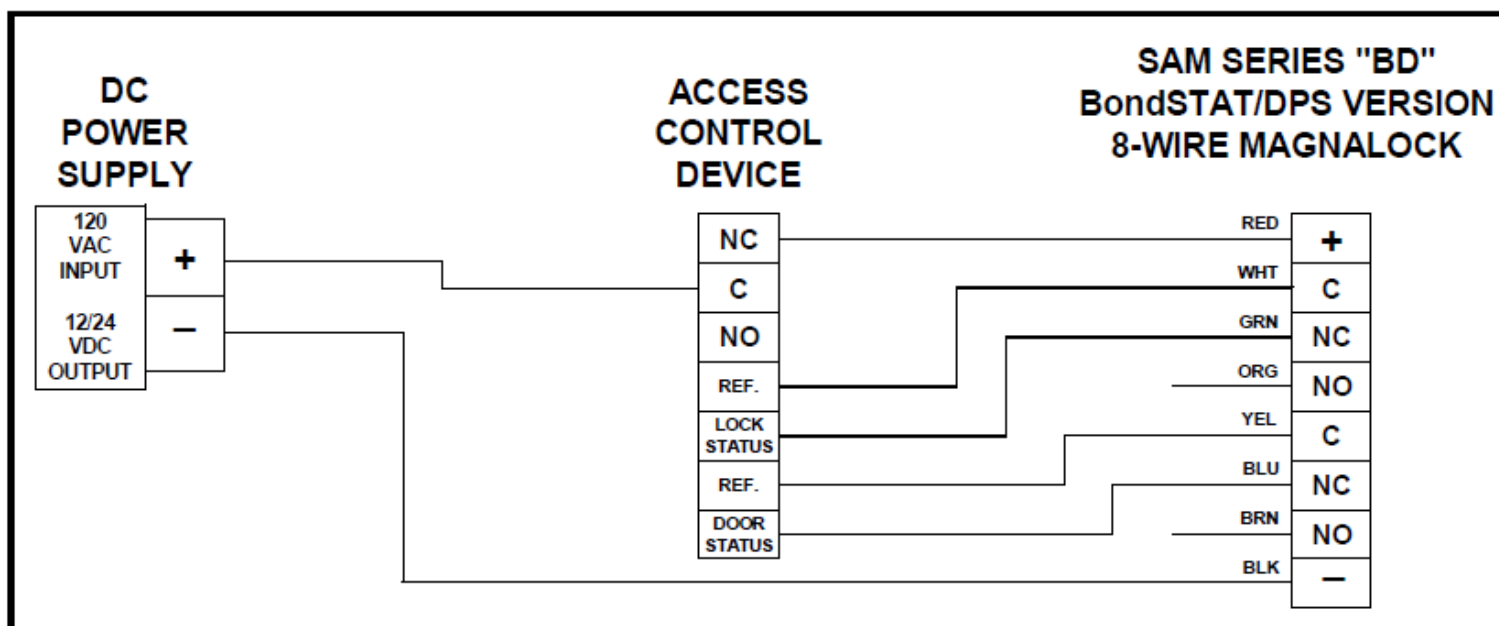 DC
POWER
SUPPLY
120
VAC
INPUT
12/24
VDC
OUTPUT
+
−
ACCESS
CONTROL
DEVICE
NC
C
NO
REF.
LOCK
STATUS
REF.
DOOR
STATUS
SAM SERIES "BD"
BondSTAT/DPS VERSION
8-WIRE MAGNALOCK
RED +
WHT C
GRN NC
ORG NO
YEL C
BLU NC
BRN NO
BLK −